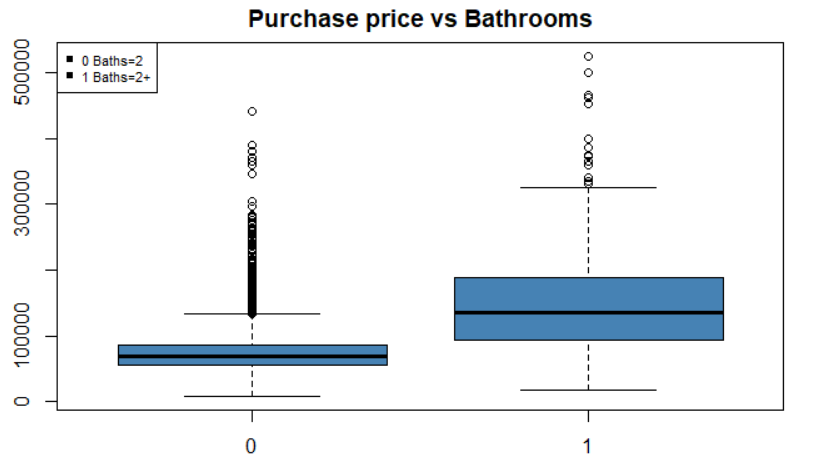 Purchase price vs Bathrooms
0 Baths=2
1 Baths=2+
500000
300000
100000
0
0 1